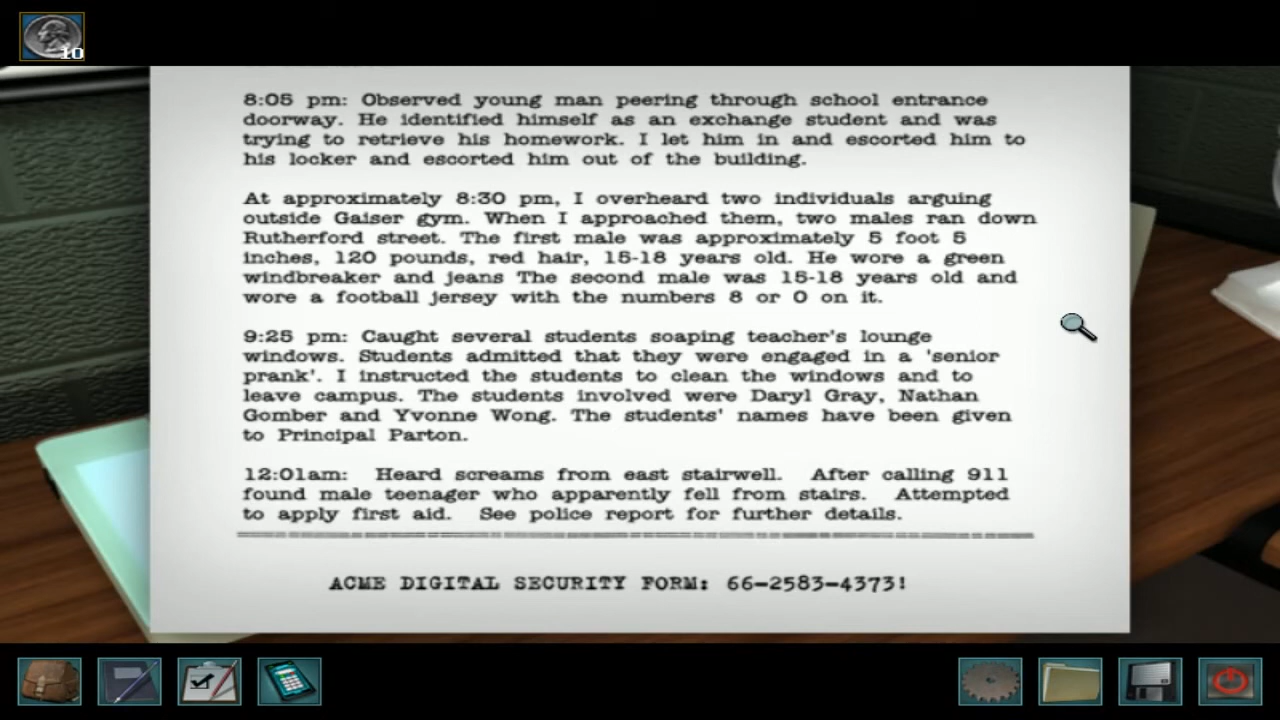 10
8:05 pm: Observed young man peering through school entrance
doorway. He identified himself as an exchange student and was
trying to retrieve his homework. I let him in and escorted him to
his locker and escorted him out of the building.
At approximately 8:30 pm, I overheard two individuals arguing
outside Gaiser gym. When I approached them, two males ran down
Rutherford street. The first male was approximately 5 foot 5
inches, 120 pounds, red hair, 15-18 years old. He wore a green
windbreaker and jeans The second male was 15-18 years old and
wore a football jersey with the numbers 8 or 0 on it.
9:25 pm: Caught several students soaping teacher's lounge
windows. Students admitted that they were engaged in a 'senior
prank'. I instructed the students to clean the windows and to
leave campus. The students involved were Daryl Gray, Nathan
Gomber and Yvonne Wong. The students' names have been given
to Principal Parton.
12:01am: Heard screams from east stairwell. After calling 911
found male teenager who apparently fell from stairs. Attempted
to apply first aid. See police report for further details.
ACME DIGITAL SECURITY FORM: 66-2583-4373!